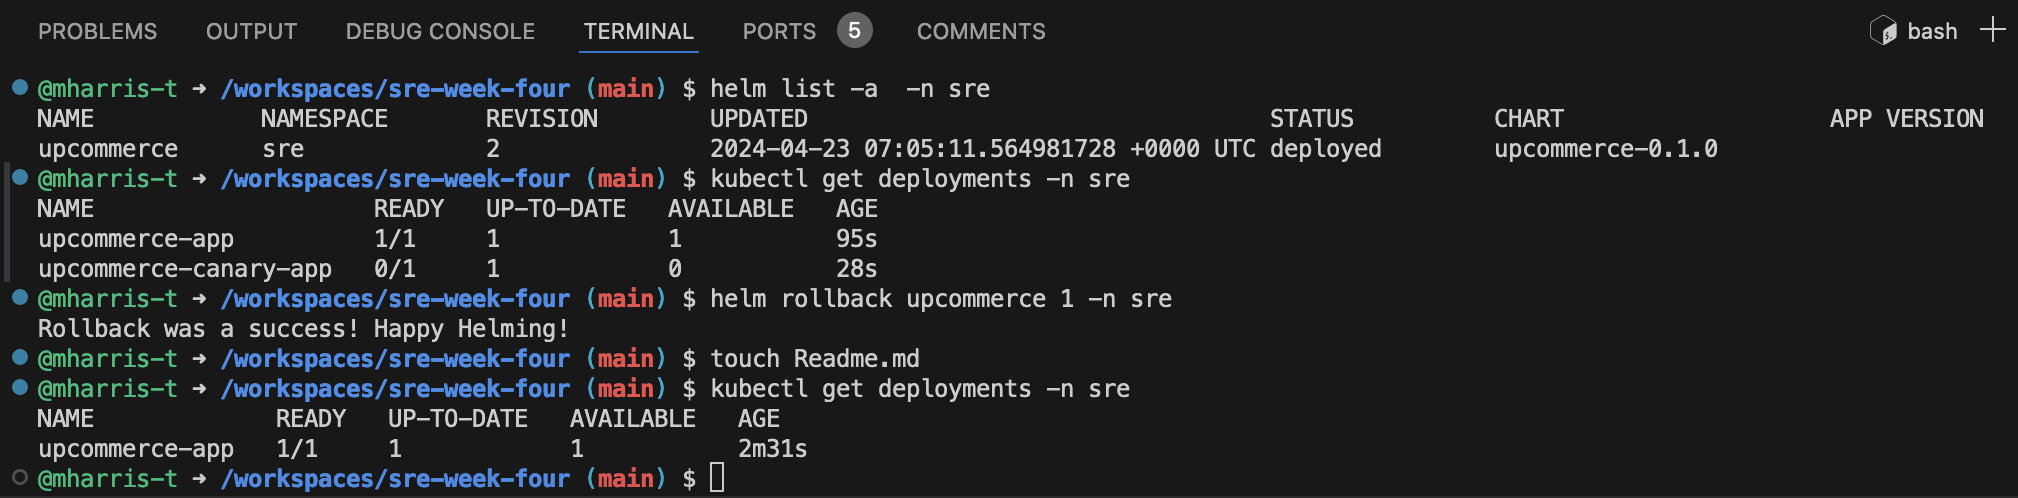 PROBLEMS OUTPUT DEBUG CONSOLE TERMINAL PORTS 5 COMMENTS bash
@mharris-t ➜ /workspaces/sre-week-four (main) $ helm list -a  -n sre
NAME NAMESPACE REVISION UPDATED STATUS CHART APP VERSION
upcommerce sre 2 2024-04-23 07:05:11.564981728 +0000 UTC deployed upcommerce-0.1.0
@mharris-t ➜ /workspaces/sre-week-four (main) $ kubectl get deployments -n sre
NAME READY UP-TO-DATE AVAILABLE AGE
upcommerce-app 1/1 1 1 95s
upcommerce-canary-app 0/1 1 0 28s
@mharris-t ➜ /workspaces/sre-week-four (main) $ helm rollback upcommerce 1 -n sre
Rollback was a success! Happy Helming!
@mharris-t ➜ /workspaces/sre-week-four (main) $ touch Readme.md
@mharris-t ➜ /workspaces/sre-week-four (main) $ kubectl get deployments -n sre
NAME READY UP-TO-DATE AVAILABLE AGE
upcommerce-app 1/1 1 1 2m31s
@mharris-t ➜ /workspaces/sre-week-four (main) $